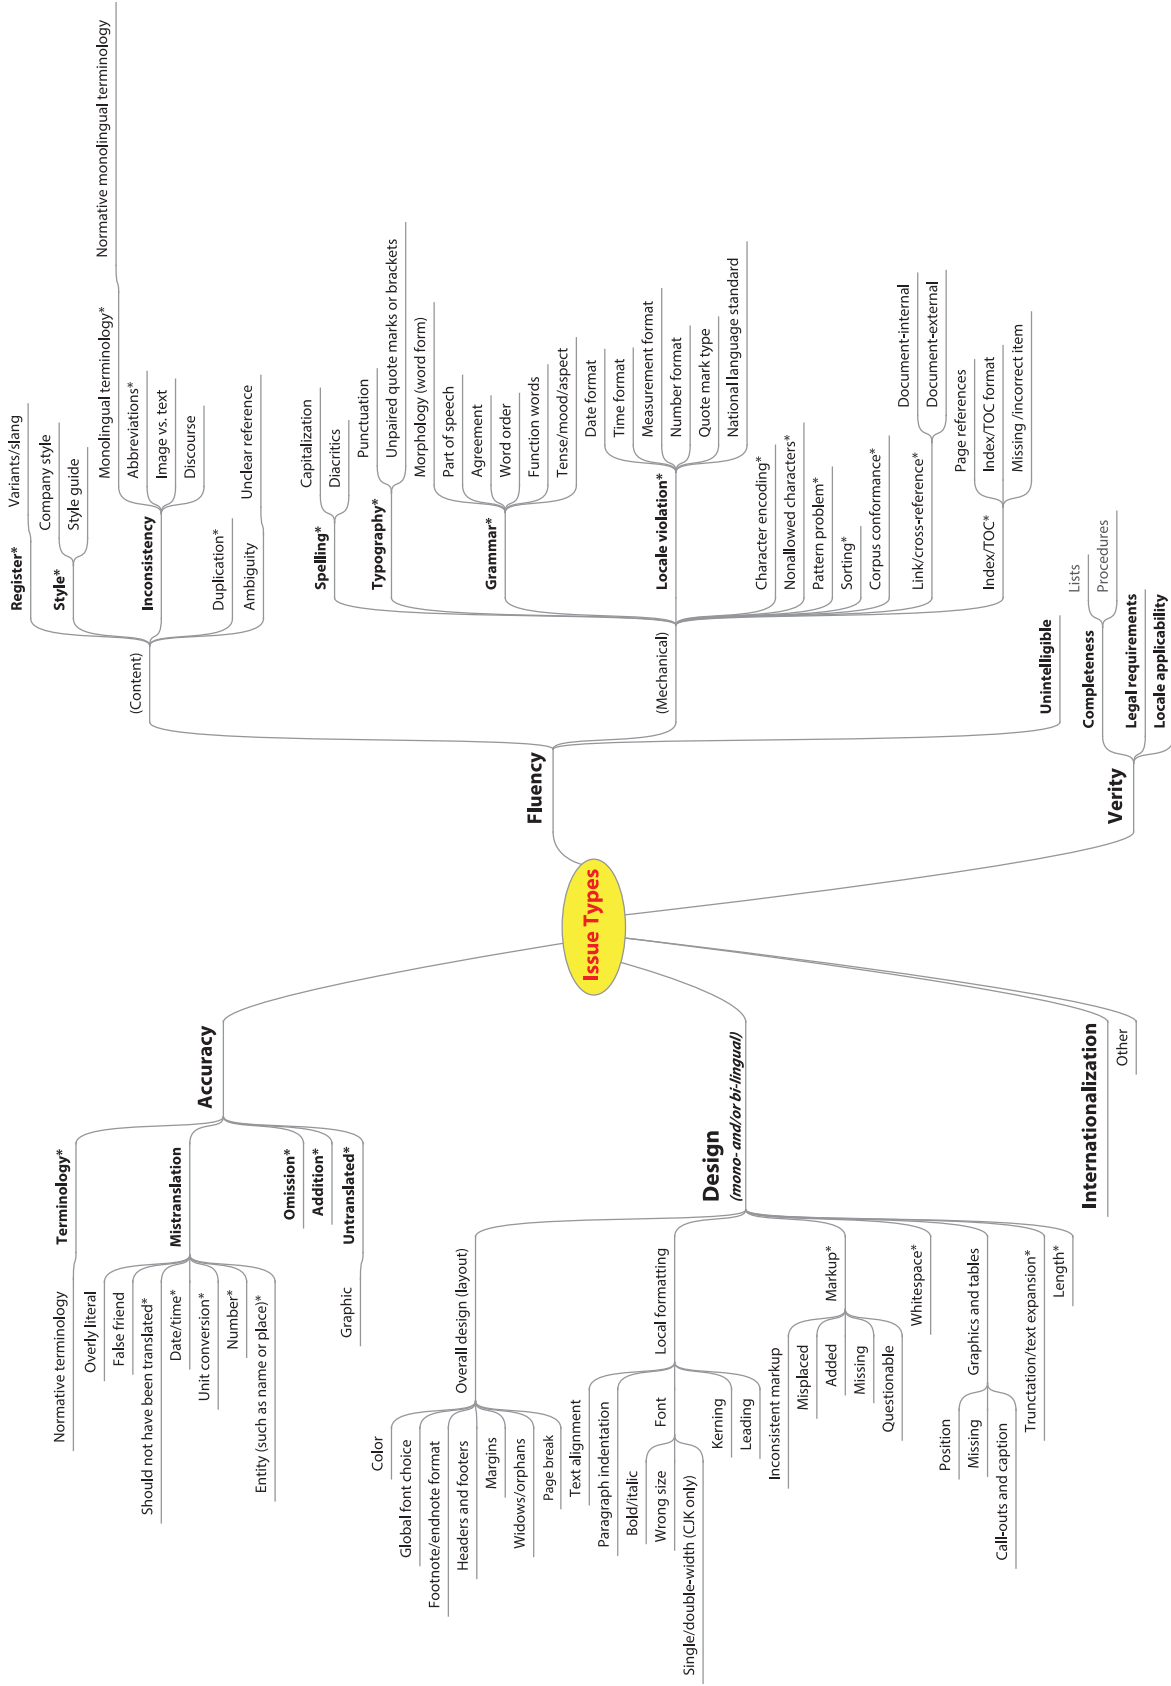 Issue Types
Accuracy
Terminology*
Normative terminology
Mistranslation
Overly literal
False friend
Should not have been translated*
Date/time*
Unit conversion*
Number*
Entity (such as name or place)*
Omission*
Addition*
Untranslated*
Graphic
Design
(mono- and/or bi-lingual)
Overall design (layout)
Color
Global font choice
Footnote/endnote format
Headers and footers
Margins
Widows/orphans
Page break
Local formatting
Text alignment
Paragraph indentation
Font
Bold/italic
Wrong size
Single/double-width (CJK only)
Kerning
Leading
Markup*
Inconsistent markup
Misplaced
Added
Missing
Questionable
Whitespace*
Graphics and tables
Position
Missing
Call-outs and caption
Trunctation/text expansion*
Length*
Internationalization
Other
Fluency
(Content)
Register*
Variants/slang
Style*
Company style
Style guide
Inconsistency
Monolingual terminology*
Normative monolingual terminology
Abbreviations*
Image vs. text
Discourse
Duplication*
Ambiguity
Unclear reference
(Mechanical)
Spelling*
Capitalization
Diacritics
Typography*
Punctuation
Unpaired quote marks or brackets
Grammar*
Morphology (word form)
Part of speech
Agreement
Word order
Function words
Tense/mood/aspect
Locale violation*
Date format
Time format
Measurement format
Number format
Quote mark type
National language standard
Character encoding*
Nonallowed characters*
Pattern problem*
Sorting*
Corpus conformance*
Link/cross-reference*
Document-internal
Document-external
Index/TOC*
Page references
Index/TOC format
Missing /incorrect item
Unintelligible
Verity
Completeness
Lists
Procedures
Legal requirements
Locale applicability